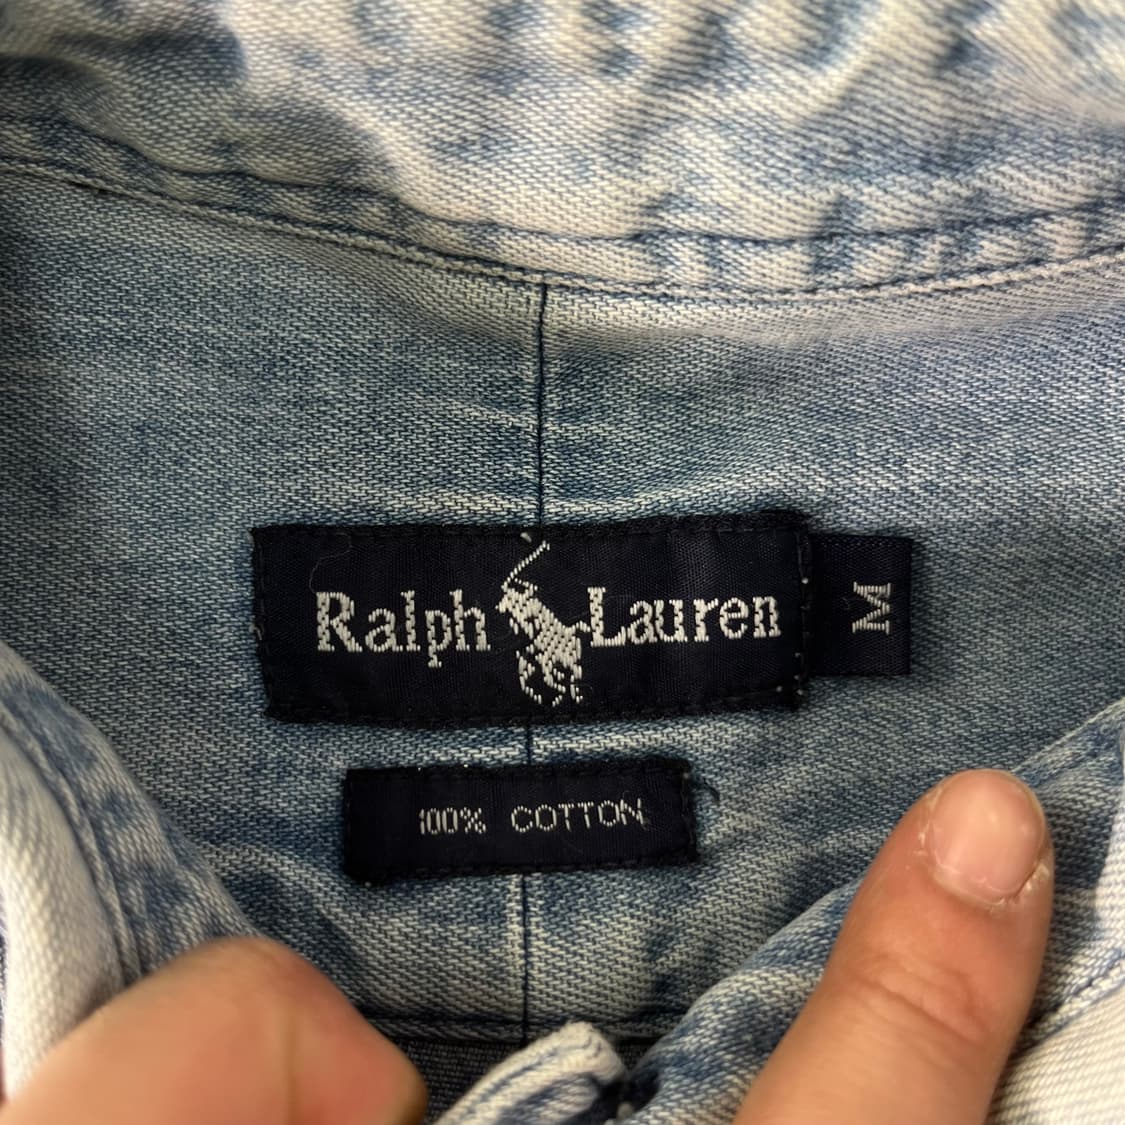 Ralph Lauren
M
100% COTTON